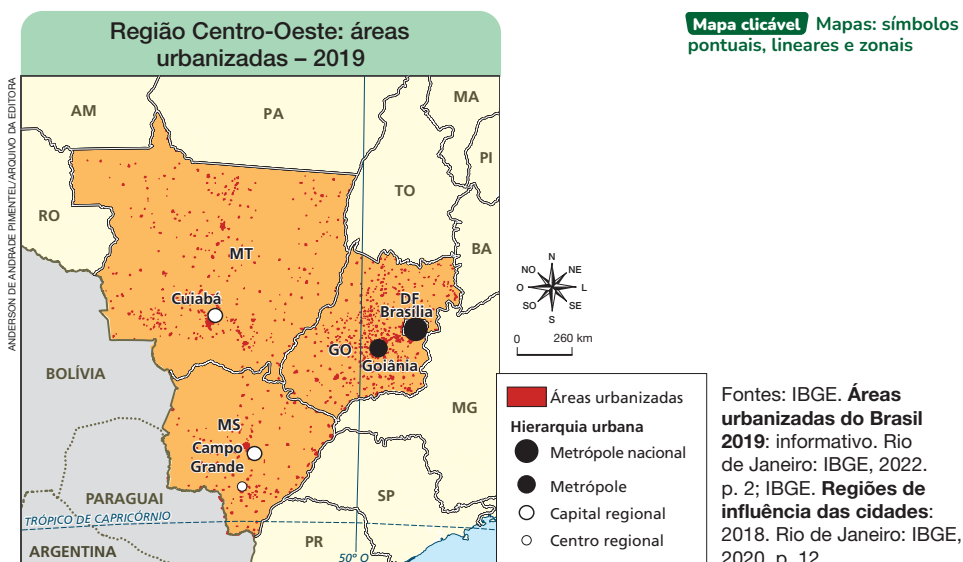 Região Centro-Oeste: áreas
urbanizadas – 2019
Mapa clicável Mapas: símbolos
pontuais, lineares e zonais
ANDERSON DE ANDRADE PIMENTEL/ARQUIVO DA EDITORA
AM
PA
MA
PI
TO
RO
BA
MT
Cuiabá
DF
Brasília
GO
Goiânia
BOLÍVIA
MG
MS
Campo
Grande
PARAGUAI
SP
TRÓPICO DE CAPRICÓRNIO
PR
ARGENTINA
50° O
N
NO
NE
O
L
SO
SE
S
0
260 km
Áreas urbanizadas
Hierarquia urbana
Metrópole nacional
Metrópole
Capital regional
Centro regional
Fontes: IBGE. Áreas
urbanizadas do Brasil
2019: informativo. Rio
de Janeiro: IBGE, 2022.
p. 2; IBGE. Regiões de
influência das cidades:
2018. Rio de Janeiro: IBGE,
2020. p. 12